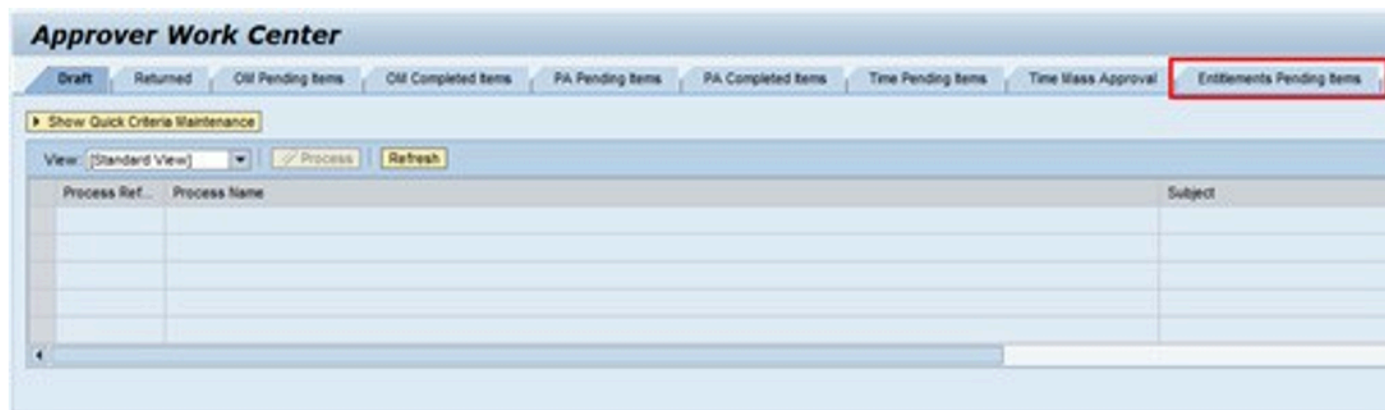 Approver Work Center
Draft Returned OM Pending Items OM Completed Items PA Pending Items PA Completed Items Time Pending Items Time Mass Approval Entitlements Pending Items
Show Quick Criteria Maintenance
View: [Standard View] Process Refresh
Process Ref... Process Name Subject